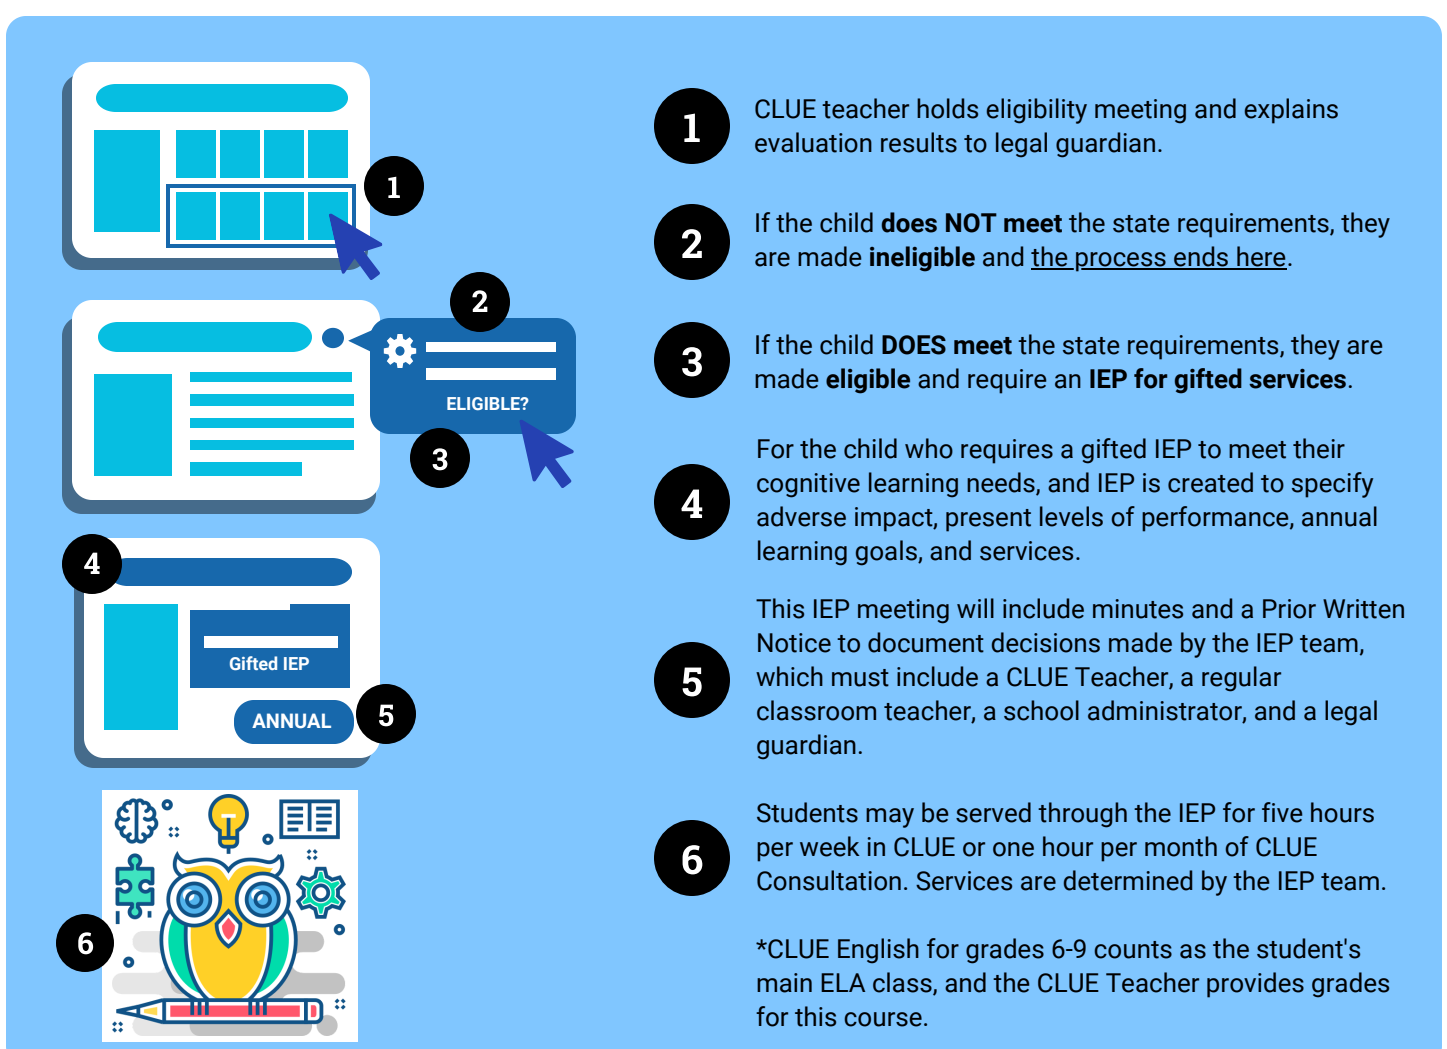 1
CLUE teacher holds eligibility meeting and explains
evaluation results to legal guardian.
2
If the child does NOT meet the state requirements, they
are made ineligible and the process ends here.
3
If the child DOES meet the state requirements, they are
made eligible and require an IEP for gifted services.
4
For the child who requires a gifted IEP to meet their
cognitive learning needs, and IEP is created to specify
adverse impact, present levels of performance, annual
learning goals, and services.
5
This IEP meeting will include minutes and a Prior Written
Notice to document decisions made by the IEP team,
which must include a CLUE Teacher, a regular
classroom teacher, a school administrator, and a legal
guardian.
6
Students may be served through the IEP for five hours
per week in CLUE or one hour per month of CLUE
Consultation. Services are determined by the IEP team.
*CLUE English for grades 6-9 counts as the student's
main ELA class, and the CLUE Teacher provides grades
for this course.
1
2
ELIGIBLE?
3
4
Gifted IEP
ANNUAL
5
6